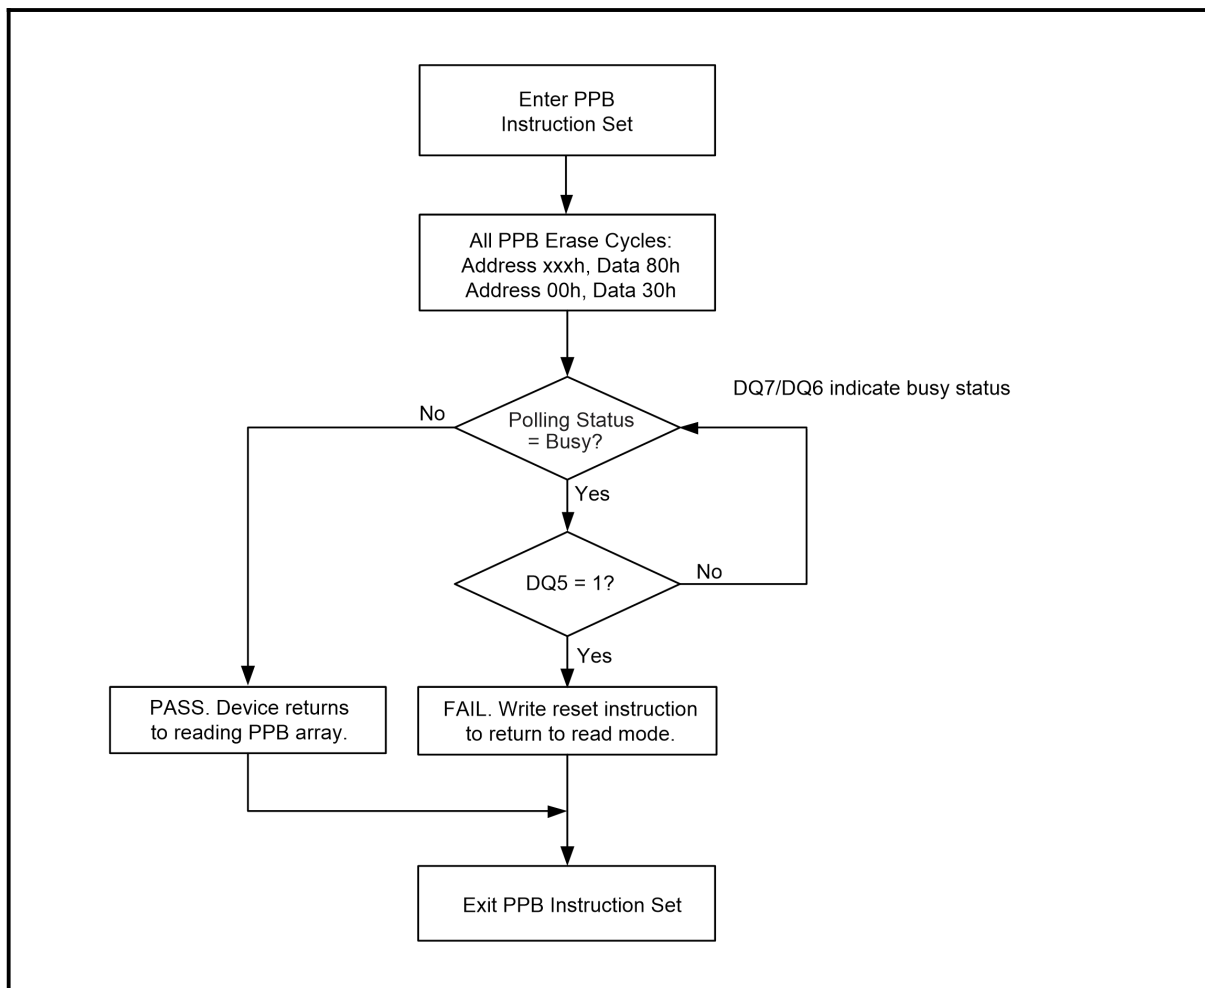 Enter PPB
Instruction Set
All PPB Erase Cycles:
Address xxxh, Data 80h
Address 00h, Data 30h
DQ7/DQ6 indicate busy status
No
Polling Status
= Busy?
Yes
DQ5 = 1?
No
Yes
PASS. Device returns
to reading PPB array.
FAIL. Write reset instruction
to return to read mode.
Exit PPB Instruction Set